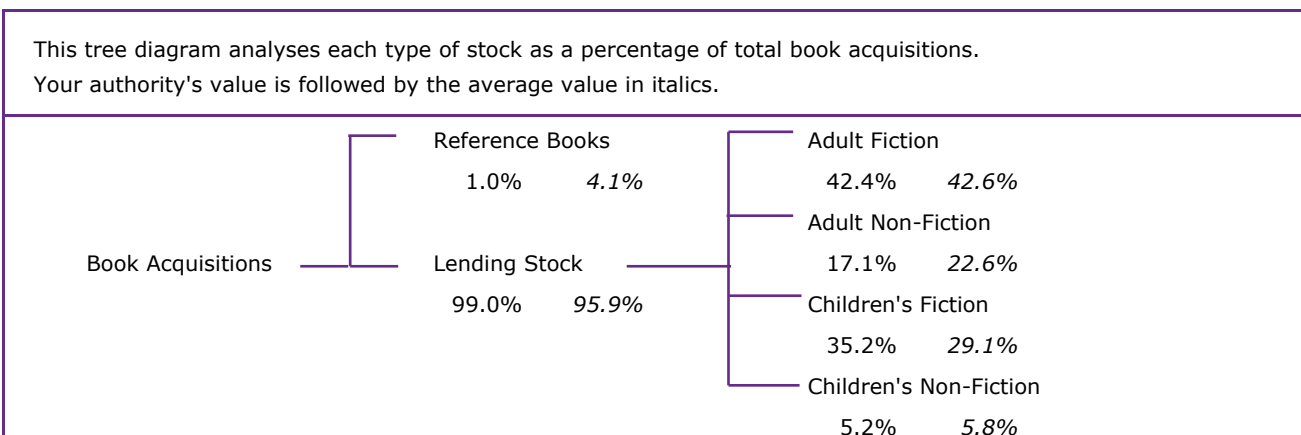 This tree diagram analyses each type of stock as a percentage of total book acquisitions.
Your authority's value is followed by the average value in italics.
Reference Books
1.0% 4.1%
Book Acquisitions
Lending Stock
99.0% 95.9%
Adult Fiction
42.4% 42.6%
Adult Non-Fiction
17.1% 22.6%
Children's Fiction
35.2% 29.1%
Children's Non-Fiction
5.2% 5.8%